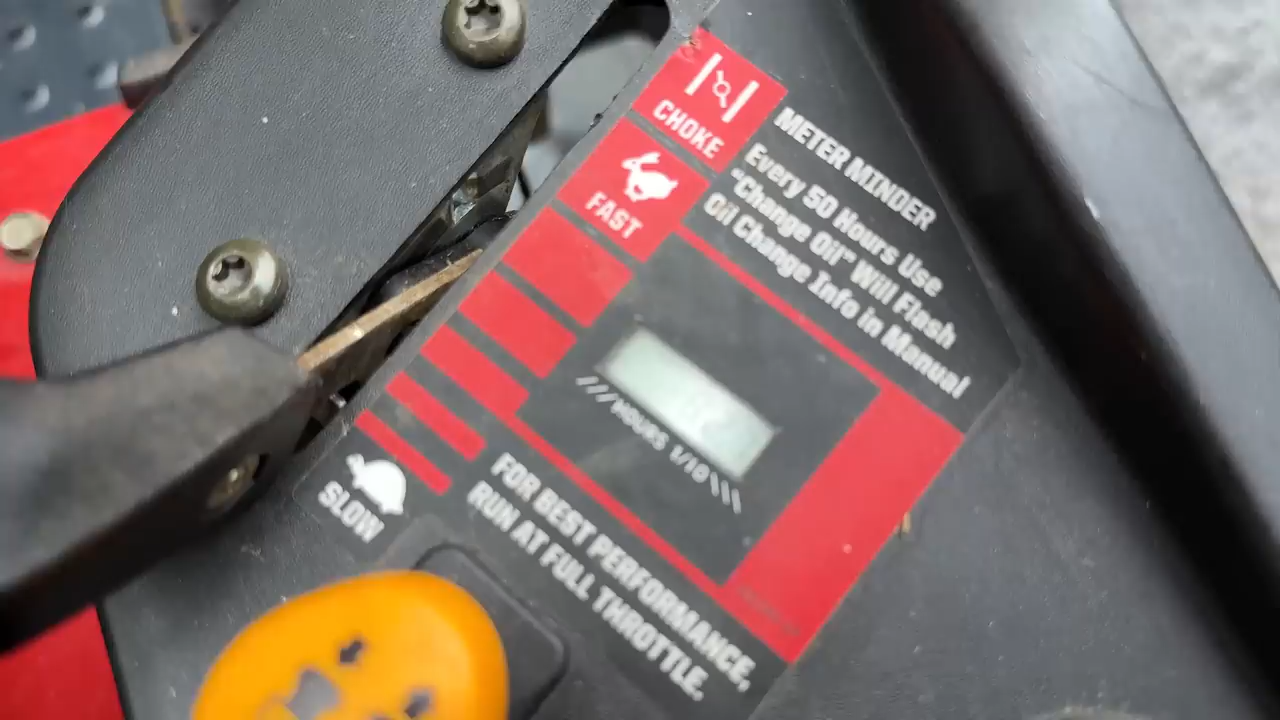 CHOKE
FAST
SLOW
METER MINDER
Every 50 Hours Use
"Change Oil" Will Flash
Oil Change Info in Manual
///HOURS 1/10\\\
FOR BEST PERFORMANCE,
RUN AT FULL THROTTLE.